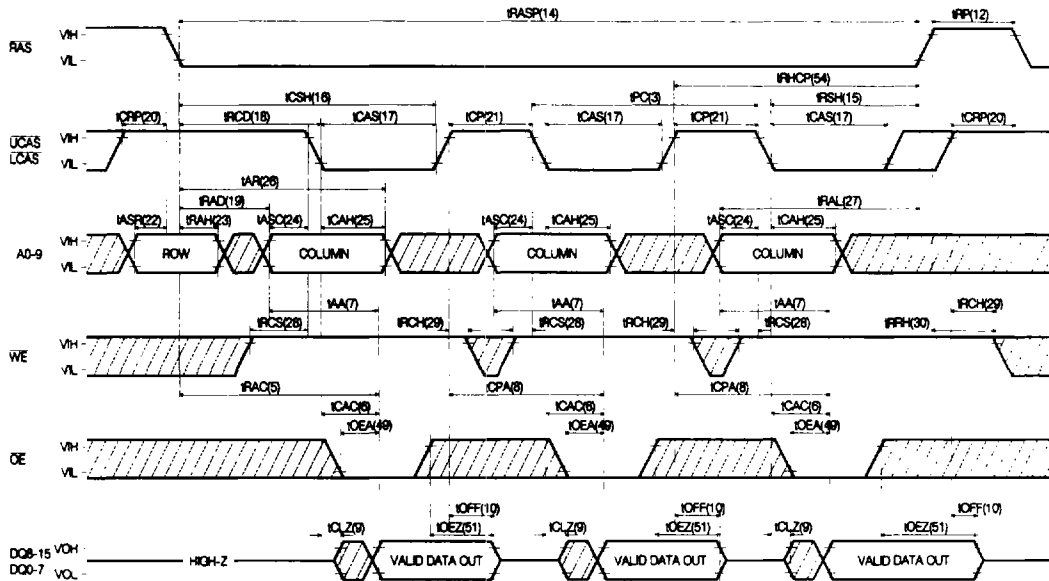 tRASP(14) tRP(12)
RAS VIH
VIL
tRHCP(54)
tCSH(16) tPC(3) tRSH(15)
tCRP(20) tRCD(18) tCAS(17) tCP(21) tCAS(17) tCP(21) tCAS(17) tCRP(20)
UCAS VIH
LCAS VIL
tAR(26)
tRAD(19) tRAL(27)
tASR(22) tRAH(23) tASC(24) tCAH(25) tASC(24) tCAH(25) tASC(24) tCAH(25)
A0-9 VIH
VIL
ROW COLUMN COLUMN COLUMN
tAA(7) tAA(7) tAA(7) tRCH(29)
tRCS(28) tRCH(29) tRCS(28) tRCH(29) tRCS(28) tRRH(30)
WE VIH
VIL
tRAC(5) tCPA(8) tCPA(8)
tCAC(6) tCAC(6) tCAC(6)
tOEA(49) tOEA(49) tOEA(49)
OE VIH
VIL
tOFF(10) tOFF(10) tOFF(10)
tCLZ(9) tOEZ(51) tCLZ(9) tOEZ(51) tCLZ(9) tOEZ(51)
DQ8-15 VOH
DQ0-7 VOL
HIGH-Z VALID DATA OUT VALID DATA OUT VALID DATA OUT